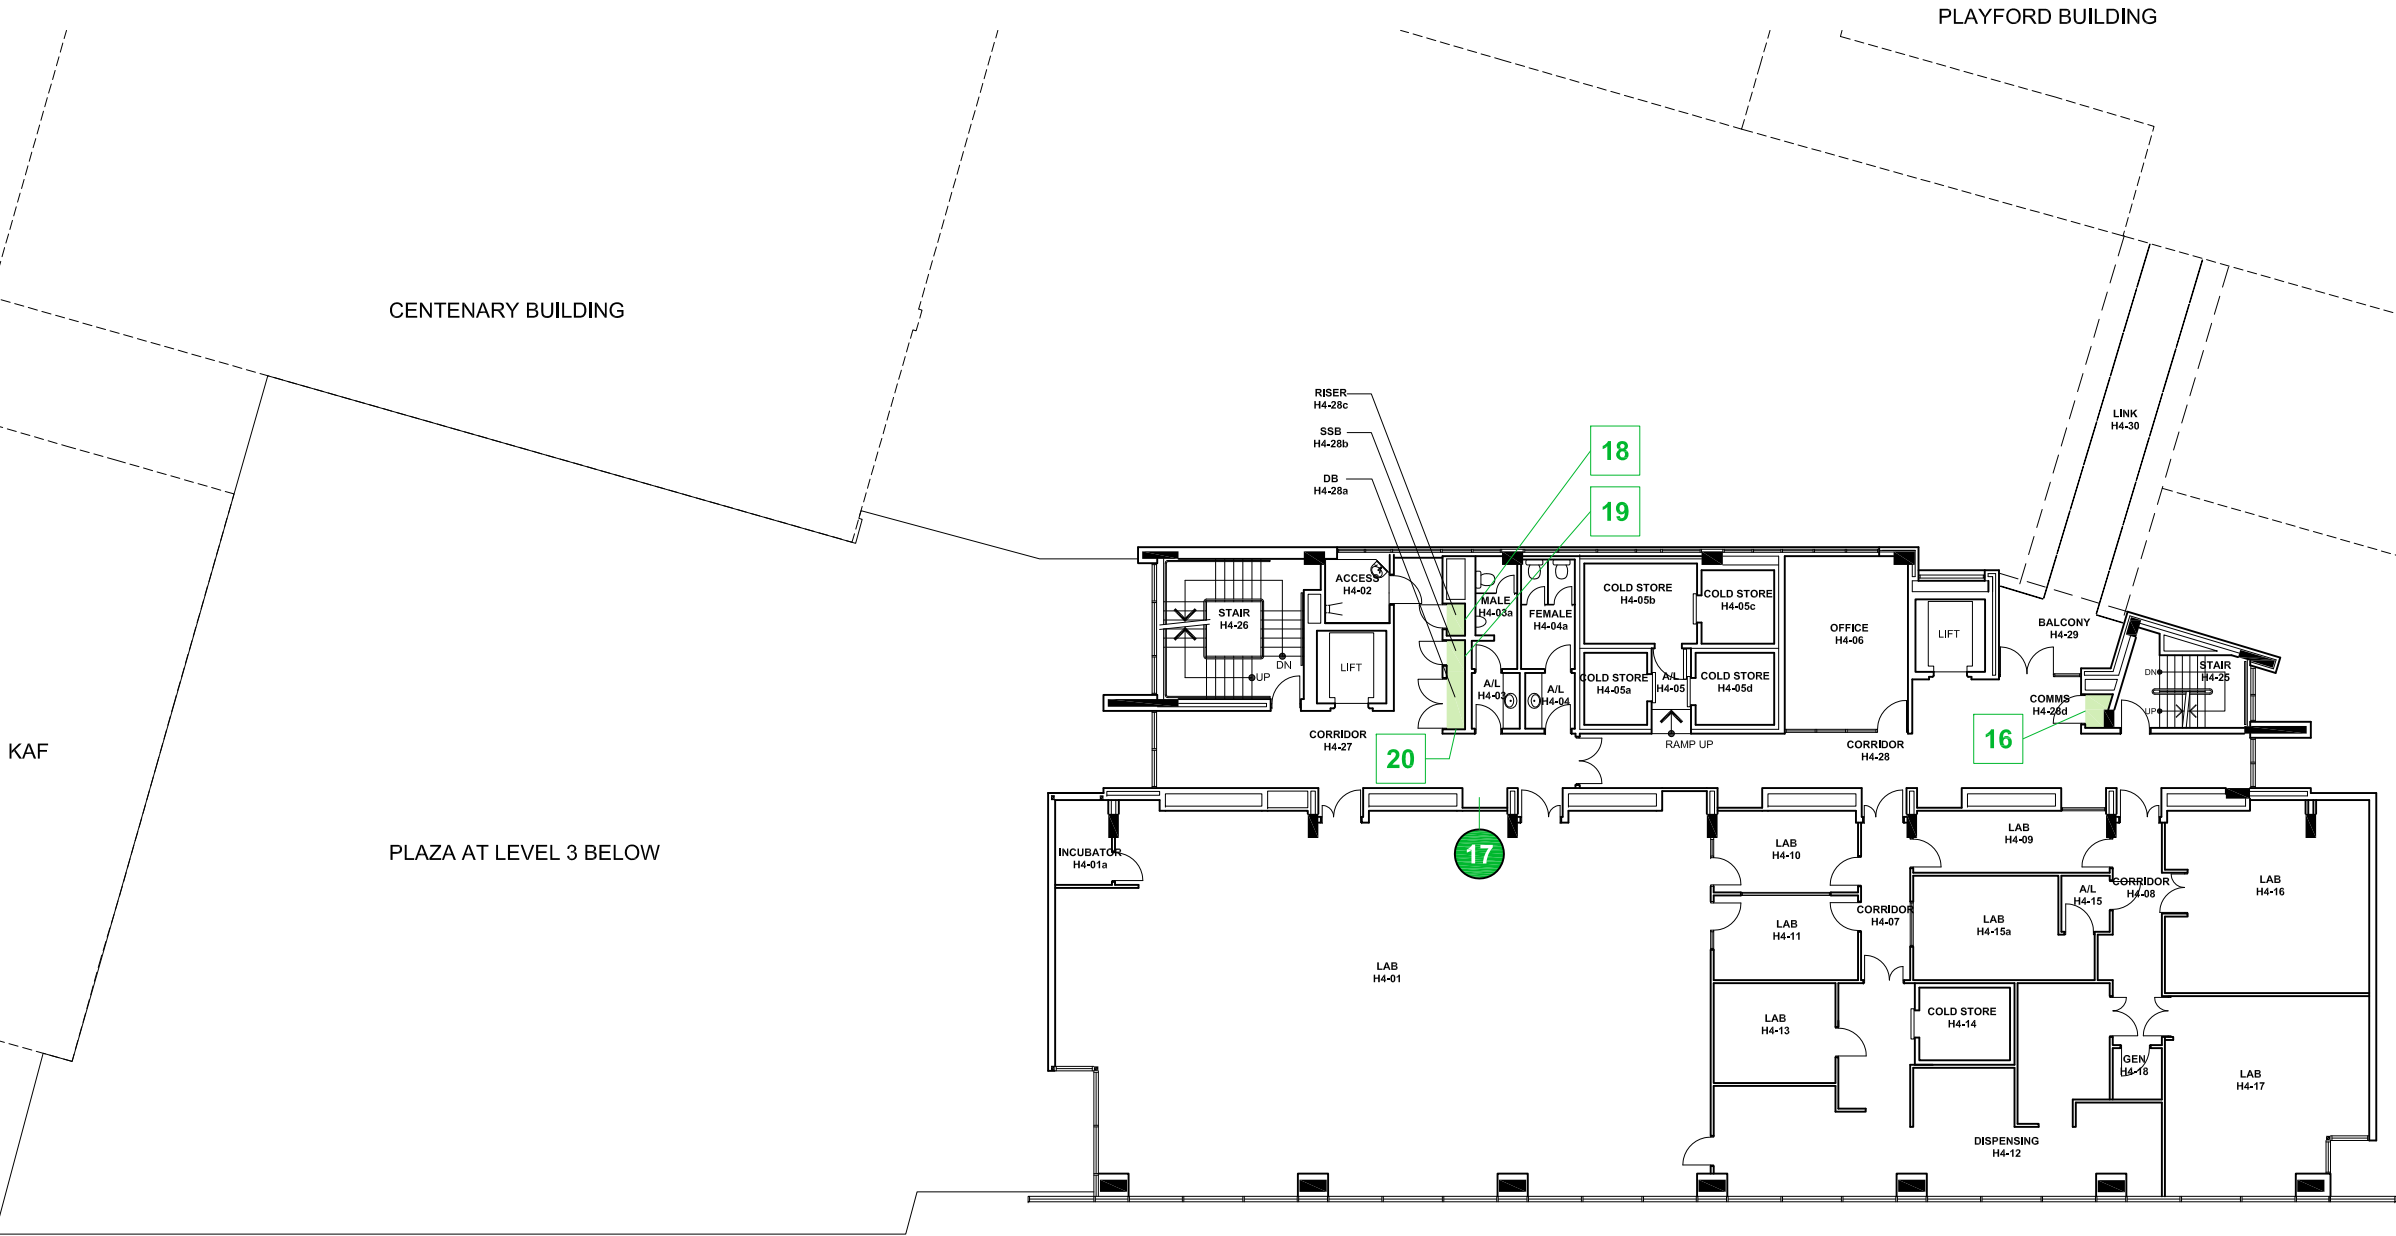 PLAYFORD BUILDING
CENTENARY BUILDING
RISER
H4-28c
SSB
H4-28b
DB
H4-28a
18
19
LINK
H4-30
ACCESS
H4-02
STAIR
H4-26
DN
UP
LIFT
MALE
H4-03a
FEMALE
H4-04a
A/L
H4-03
A/L
H4-04
COLD STORE
H4-05b
COLD STORE
H4-05c
COLD STORE
H4-05a
A/L
H4-05
COLD STORE
H4-05d
RAMP UP
OFFICE
H4-06
LIFT
BALCONY
H4-29
STAIR
H4-25
DN
UP
COMMS
H4-28d
16
CORRIDOR
H4-27
20
CORRIDOR
H4-28
KAF
PLAZA AT LEVEL 3 BELOW
INCUBATOR
H4-01a
17
LAB
H4-10
LAB
H4-09
LAB
H4-11
CORRIDOR
H4-07
LAB
H4-15a
A/L
H4-15
CORRIDOR
H4-08
LAB
H4-16
LAB
H4-01
LAB
H4-13
COLD STORE
H4-14
GEN
H4-18
LAB
H4-17
DISPENSING
H4-12